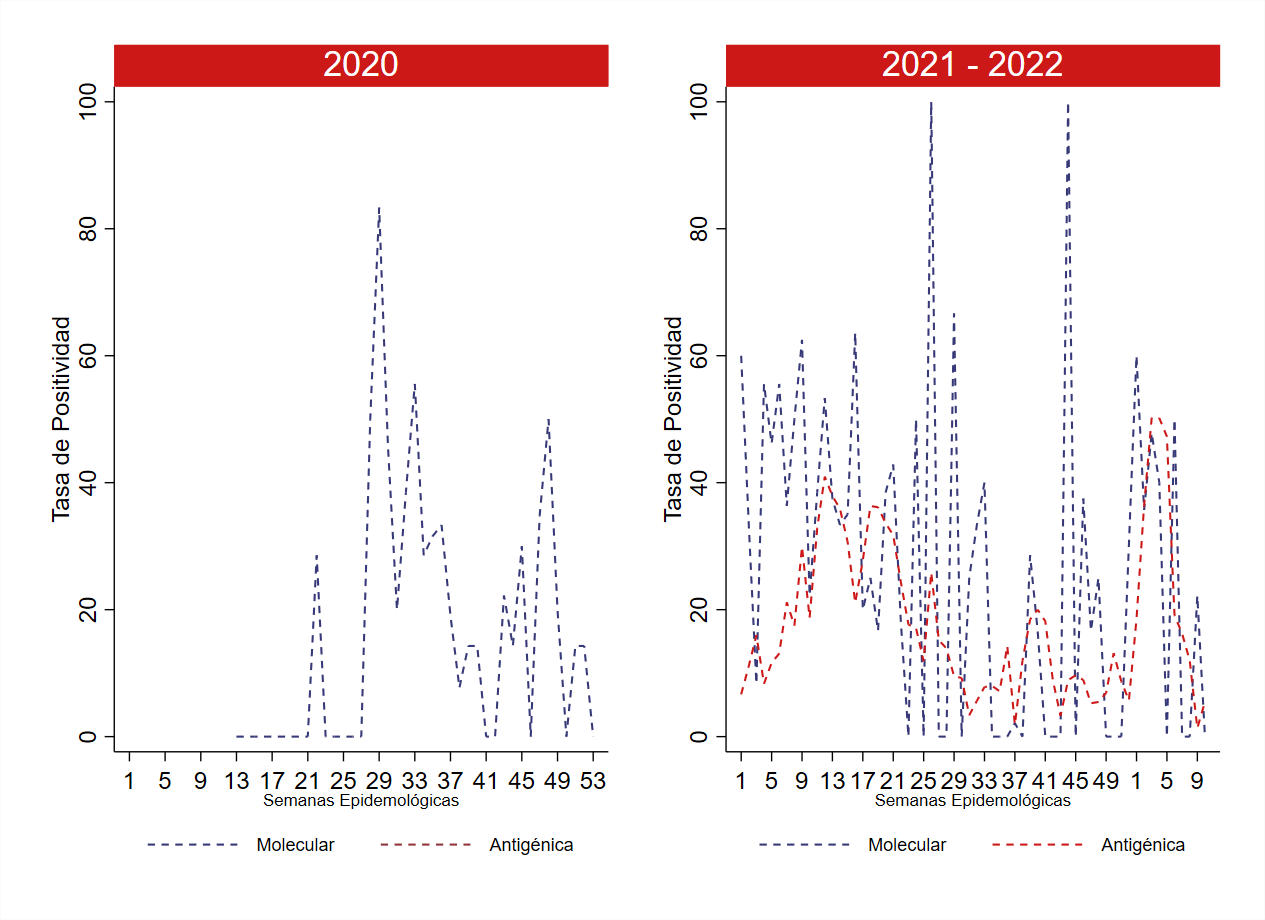 2020
100
80
60
40
20
0
Tasa de Positividad
1 5 9 13 17 21 25 29 33 37 41 45 49 53
Semanas Epidemológicas
Molecular Antigénica
2021 - 2022
100
80
60
40
20
0
Tasa de Positividad
1 5 9 13 17 21 25 29 33 37 41 45 49 1 5 9
Semanas Epidemológicas
Molecular Antigénica